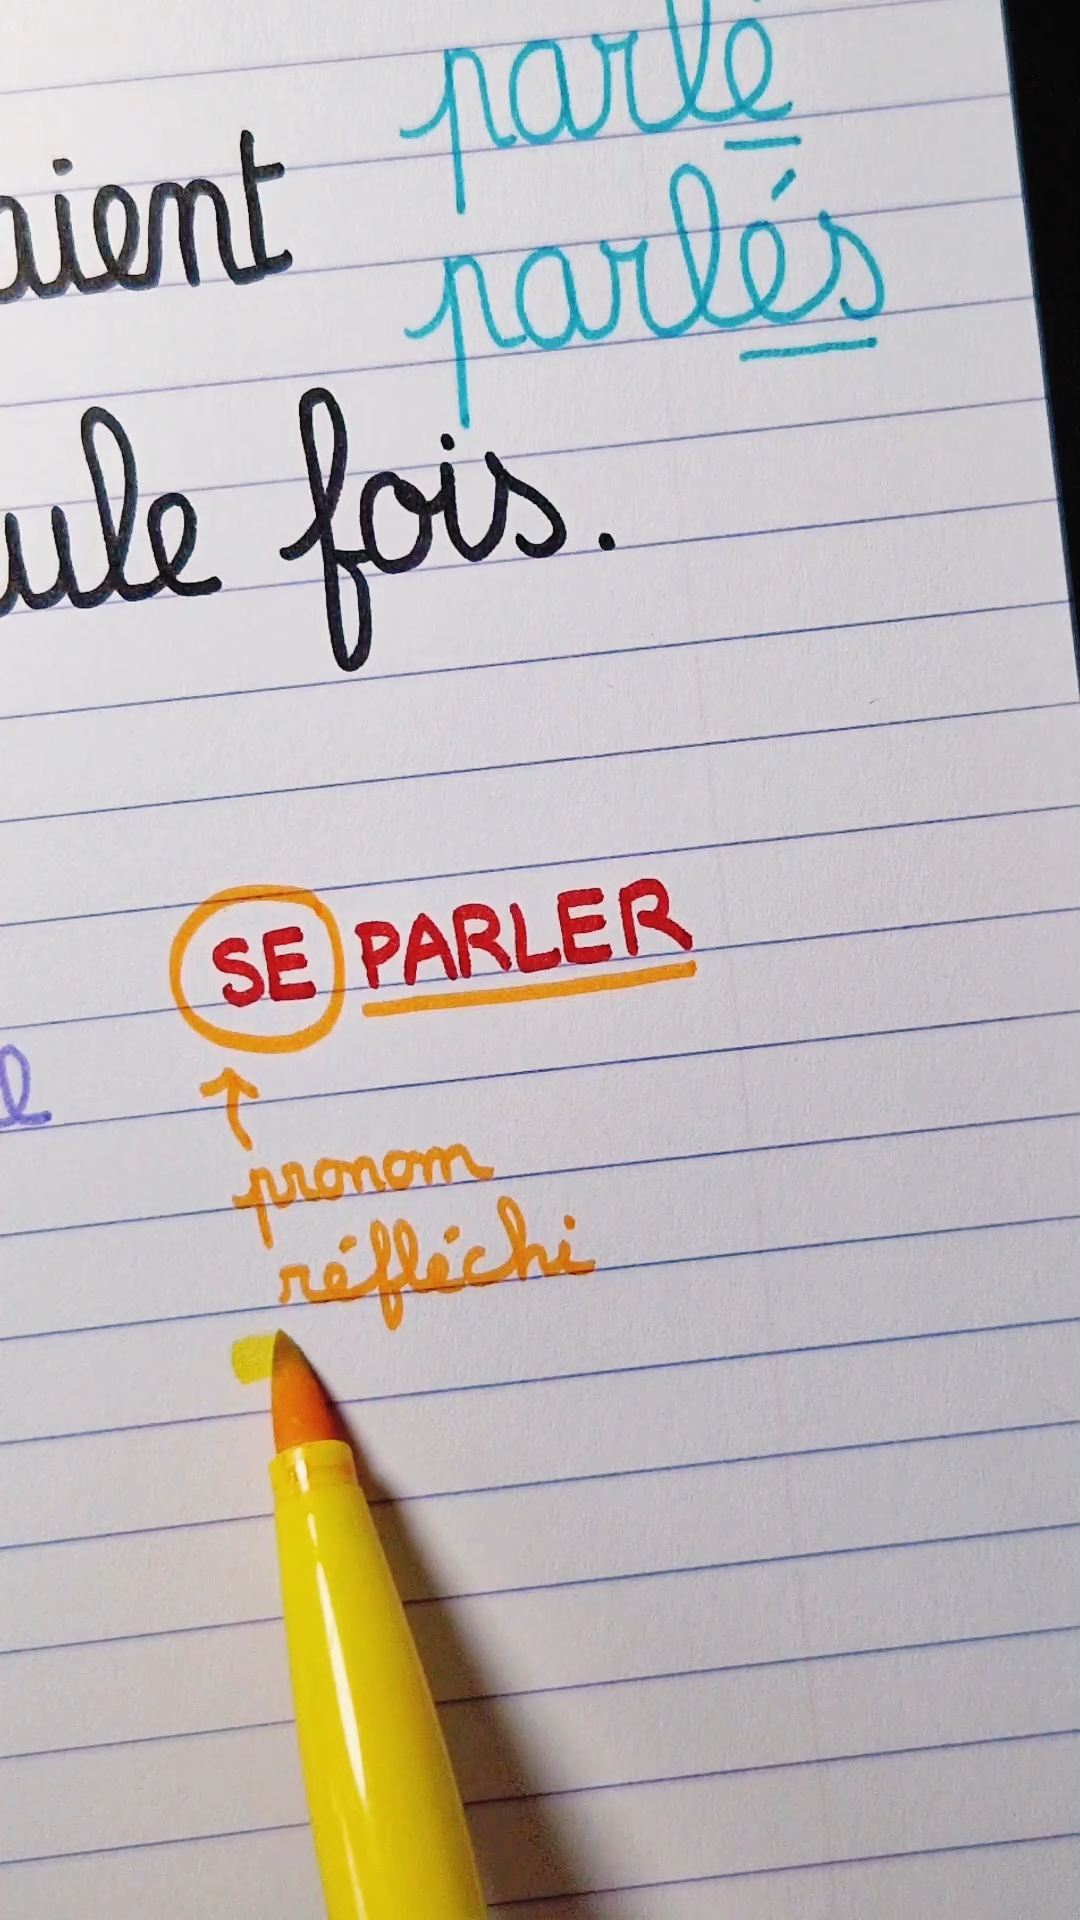 parlé
aient
parlés
ule fois.
SE PARLER
l
pronom
réfléchi